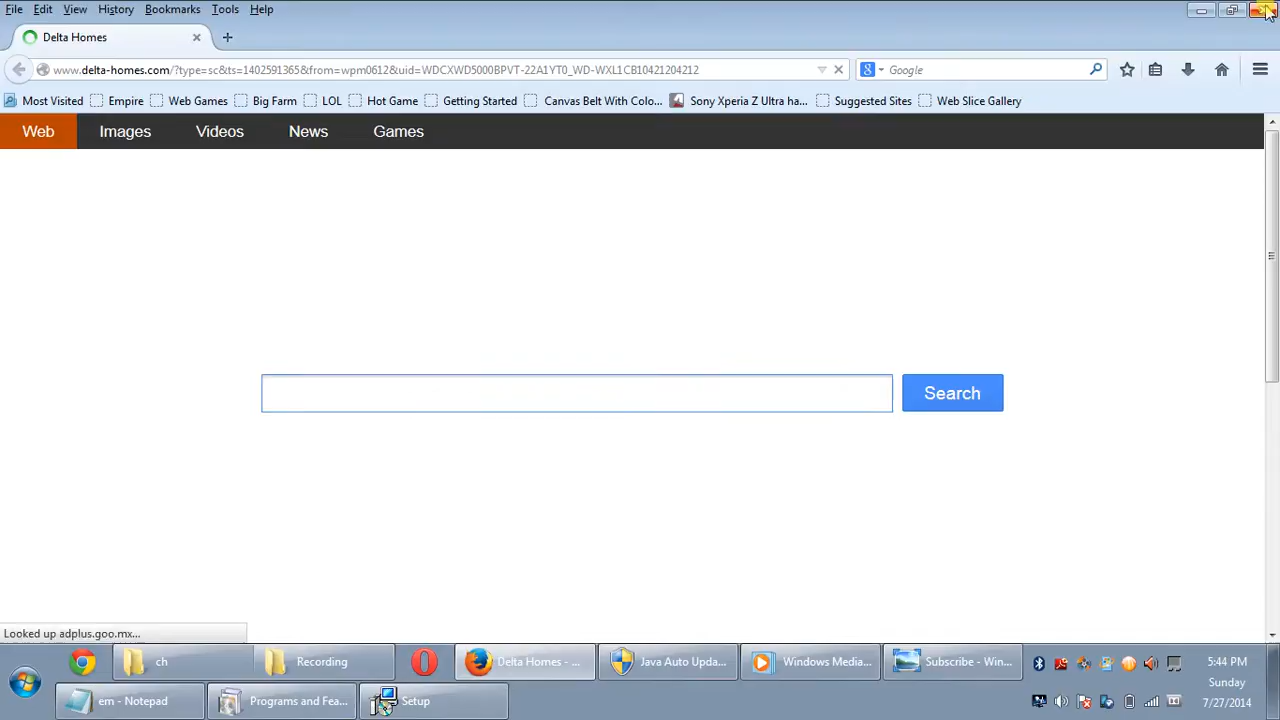 File Edit View History Bookmarks Tools Help
Delta Homes
www.delta-homes.com/?type=sc&ts=1402591365&from=wpm0612&uid=WDCXWD5000BPVT-22A1YT0_WD-WXL1CB10421204212 Google
Most Visited Empire Web Games Big Farm LOL Hot Game Getting Started Canvas Belt With Colo... Sony Xperia Z Ultra ha... Suggested Sites Web Slice Gallery
Web Images Videos News Games
Search
Looked up adplus.goo.mx...
ch Recording Delta Homes - ... Java Auto Upda... Windows Media... Subscribe - Win... 5:44 PM
Sunday
em - Notepad Programs and Fea... Setup 7/27/2014